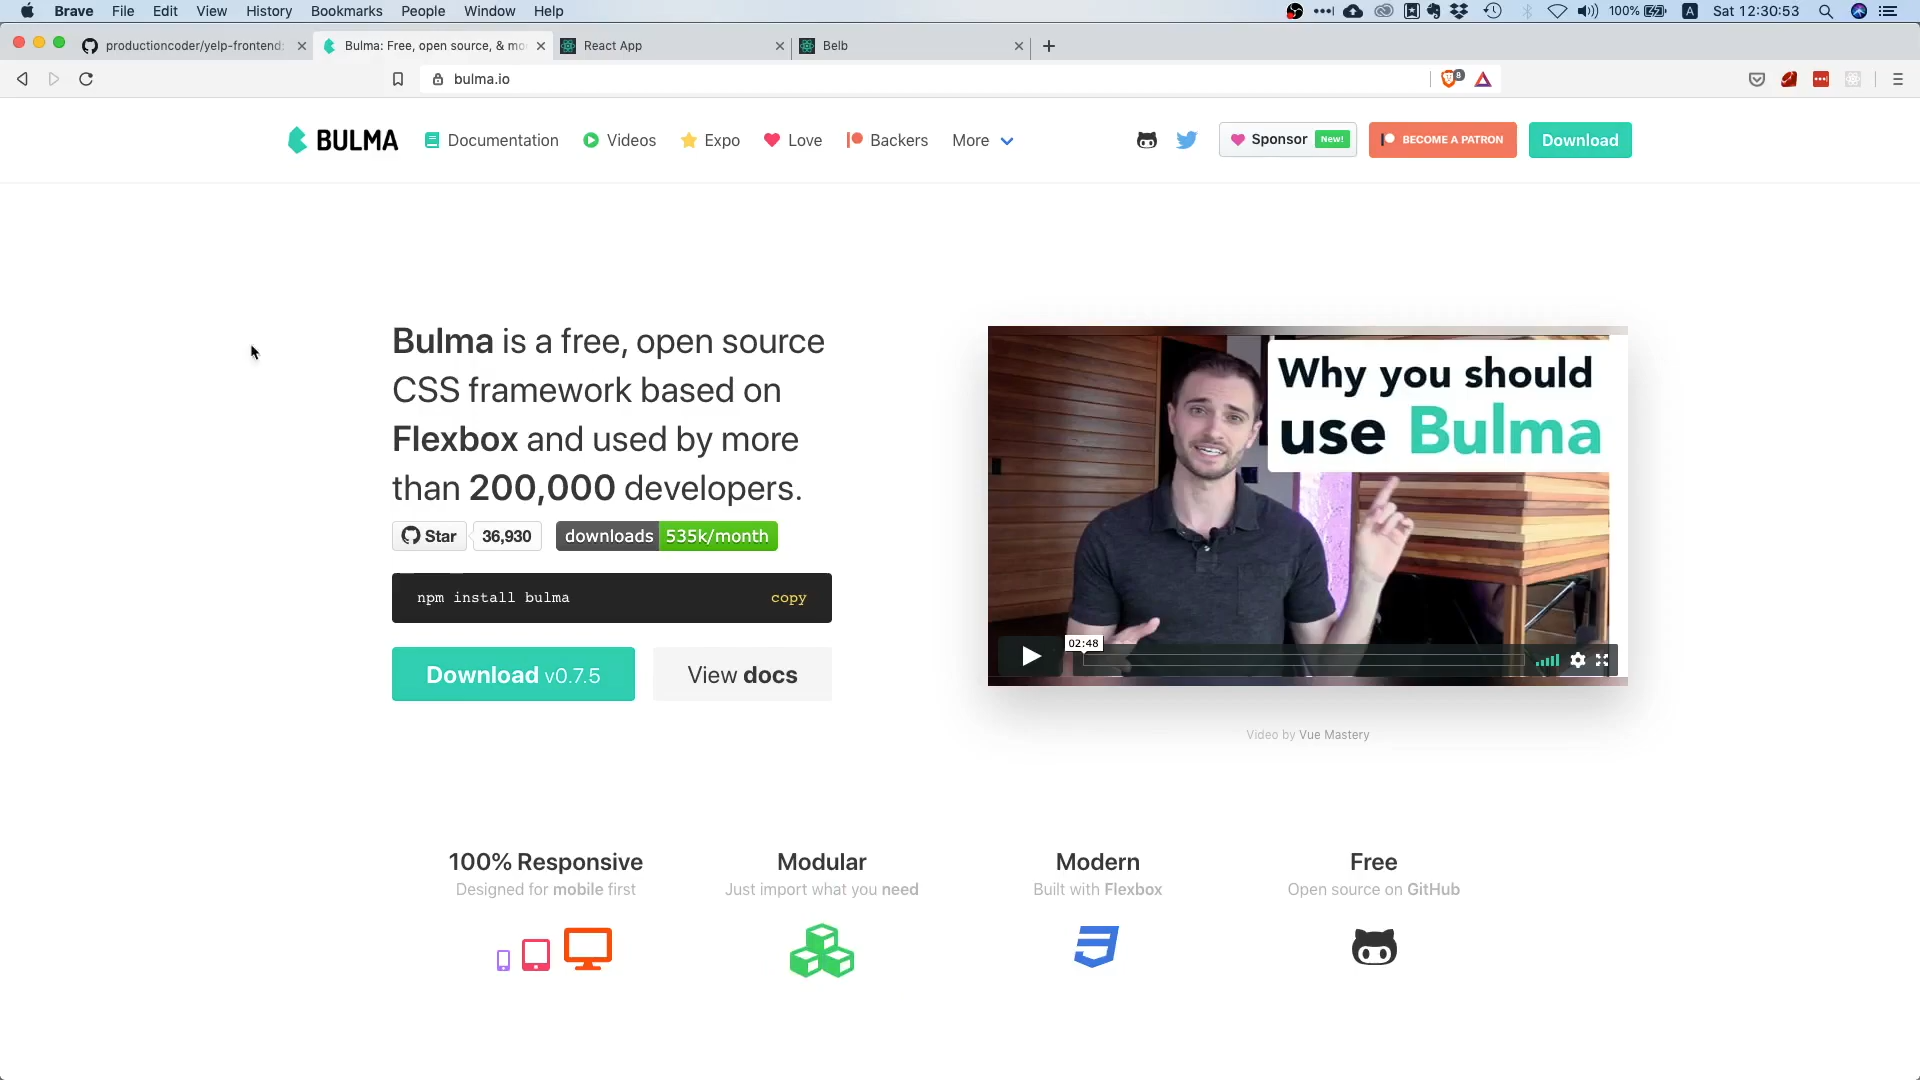 Brave File Edit View History Bookmarks People Window Help
100% A Sat 12:30:53
productioncoder/yelp-frontend:
Bulma: Free, open source, & mo
React App
Belb
bulma.io
8
BULMA
Documentation
Videos
Expo
Love
Backers
More
Sponsor New!
BECOME A PATRON
Download
Bulma is a free, open source
CSS framework based on
Flexbox and used by more
than 200,000 developers.
Star 36,930 downloads 535k/month
npm install bulma copy
Download v0.7.5 View docs
Why you should
use Bulma
02:48
Video by Vue Mastery
100% Responsive
Designed for mobile first
Modular
Just import what you need
Modern
Built with Flexbox
Free
Open source on GitHub